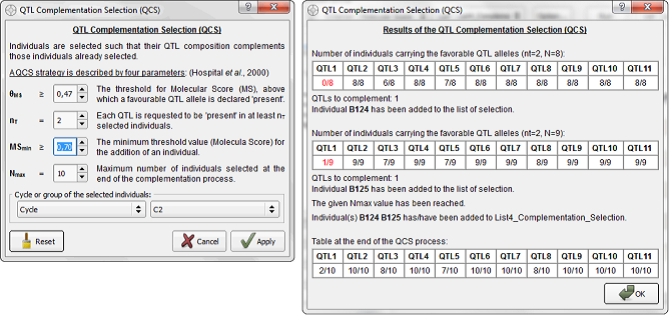 QTL Complementation Selection (QCS)
QTL Complementation Selection (QCS)
Individuals are selected such that their QTL composition complements
those individually already selected.
A QCS strategy is described by four parameters: (Hospital et al., 2000)
θMS ≥ 0,47 The threshold for Molecular Score (MS), above
which a favourable QTL allele is declared 'present'.
nT = 2 Each QTL is requested to be 'present' in at least nT
selected individuals.
MSmin ≥ 0,70 The minimum threshold value (Molecula Score) for
the addition of an individual.
Nmax = 10 Maximum number of individuals selected at the
end of the complementation process.
Cycle or group of the selected individuals:
Cycle C2
Reset Cancel Apply
QTL Complementation Selection (QCS)
Results of the QTL Complementation Selection (QCS)
Number of individuals carrying the favorable QTL alleles (nt=2, N=8):
QTL1 QTL2 QTL3 QTL4 QTL5 QTL6 QTL7 QTL8 QTL9 QTL10 QTL11
0/8 8/8 6/8 8/8 7/8 8/8 8/8 8/8 8/8 8/8 8/8
QTLs to complement: 1
Individual B124 has been added to the list of selection.
Number of individuals carrying the favorable QTL alleles (nt=2, N=9):
QTL1 QTL2 QTL3 QTL4 QTL5 QTL6 QTL7 QTL8 QTL9 QTL10 QTL11
1/9 9/9 7/9 9/9 7/9 9/9 9/9 8/9 9/9 9/9 9/9
QTLs to complement: 1
Individual B125 has been added to the list of selection.
The given Nmax value has been reached.
Individual(s) B124 B125 has/have been added to List4_Complementation_Selection.
Table at the end of the QCS process:
QTL1 QTL2 QTL3 QTL4 QTL5 QTL6 QTL7 QTL8 QTL9 QTL10 QTL11
2/10 10/10 8/10 10/10 7/10 10/10 10/10 8/10 10/10 10/10 10/10
OK